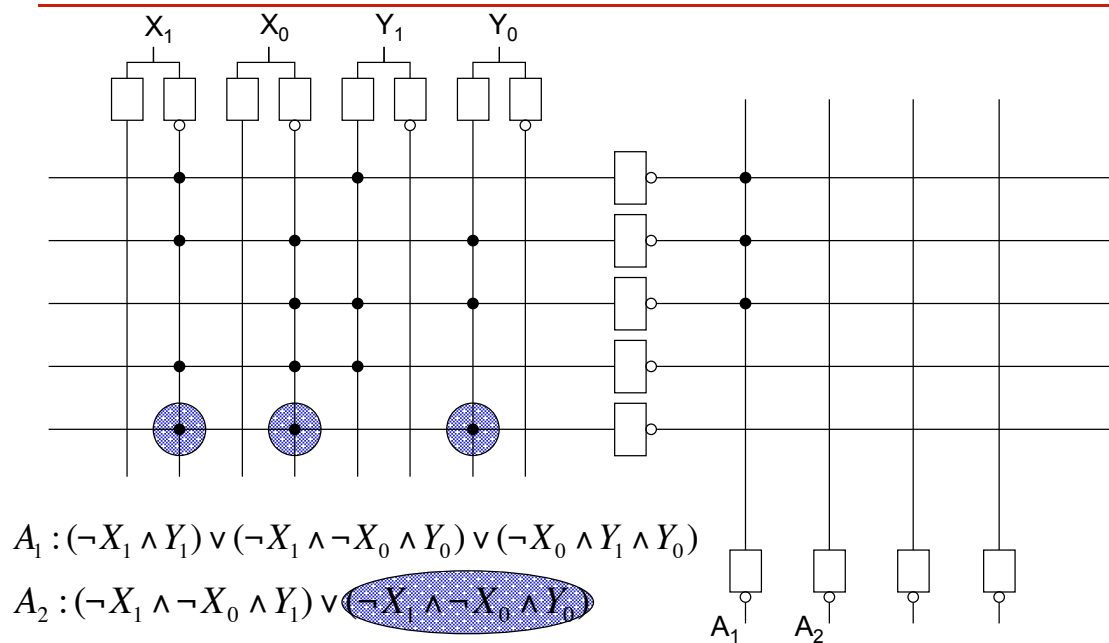 X₁ X₀ Y₁ Y₀
A₁ : (¬X₁ ∧ Y₁) ∨ (¬X₁ ∧ ¬X₀ ∧ Y₀) ∨ (¬X₀ ∧ Y₁ ∧ Y₀)
A₂ : (¬X₁ ∧ ¬X₀ ∧ Y₁) ∨ (¬X₁ ∧ ¬X₀ ∧ Y₀)
A₁ A₂